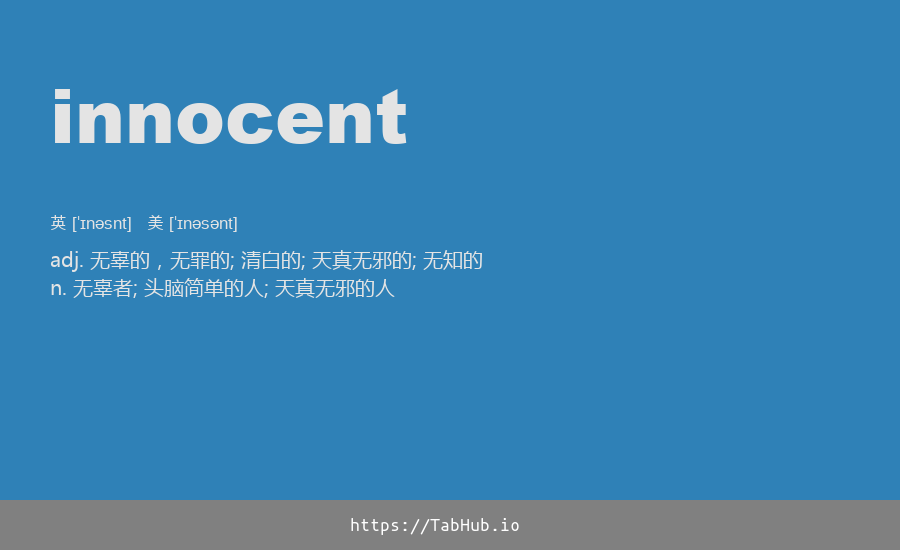 innocent
英 [ˈɪnəsnt] 美 [ˈɪnəsənt]
adj. 无辜的，无罪的; 清白的; 天真无邪的; 无知的
n. 无辜者; 头脑简单的人; 天真无邪的人
https://TabHub.io